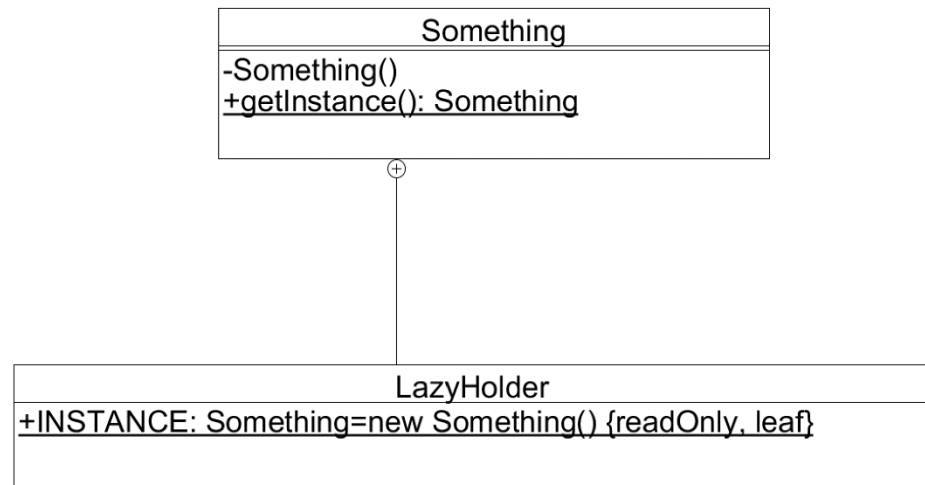 Something
-Something()
+getInstance(): Something
LazyHolder
+INSTANCE: Something=new Something() {readOnly, leaf}